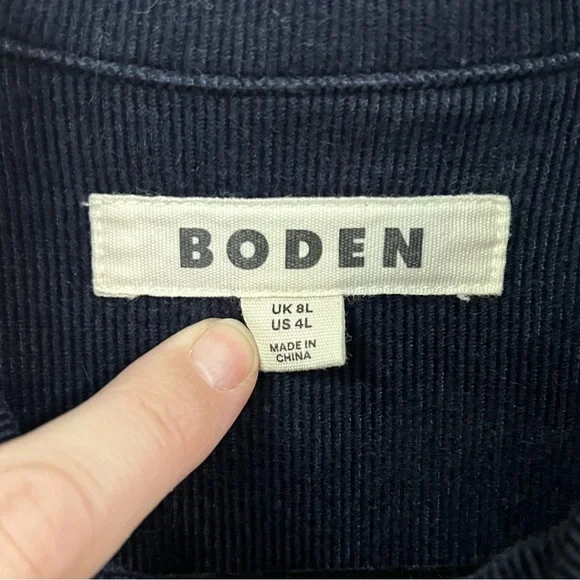 BODEN
UK 8L
US 4L
MADE IN
CHINA